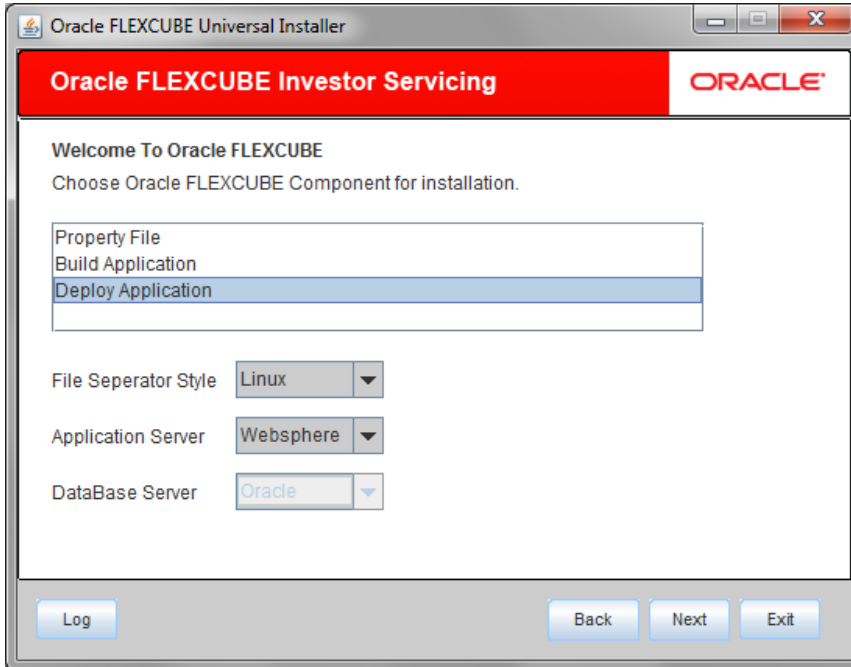 Oracle FLEXCUBE Universal Installer
Oracle FLEXCUBE Investor Servicing
ORACLE
Welcome To Oracle FLEXCUBE
Choose Oracle FLEXCUBE Component for installation.
Property File
Build Application
Deploy Application
File Seperator Style Linux
Application Server Websphere
DataBase Server Oracle
Log Back Next Exit